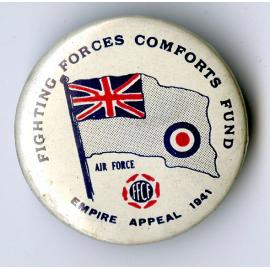 FIGHTING FORCES COMFORTS FUND
AIR FORCE
FFCF
EMPIRE APPEAL 1941